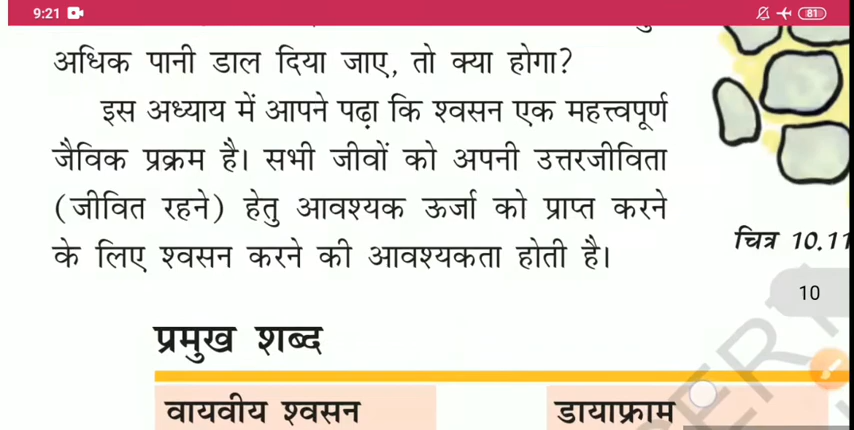 9:21
81
अधिक पानी डाल दिया जाए, तो क्या होगा?
इस अध्याय में आपने पढ़ा कि श्वसन एक महत्त्वपूर्ण
जैविक प्रक्रम है। सभी जीवों को अपनी उत्तरजीविता
(जीवित रहने) हेतु आवश्यक ऊर्जा को प्राप्त करने
के लिए श्वसन करने की आवश्यकता होती है।
चित्र 10.11
10
प्रमुख शब्द
वायवीय श्वसन
डायाफ्राम